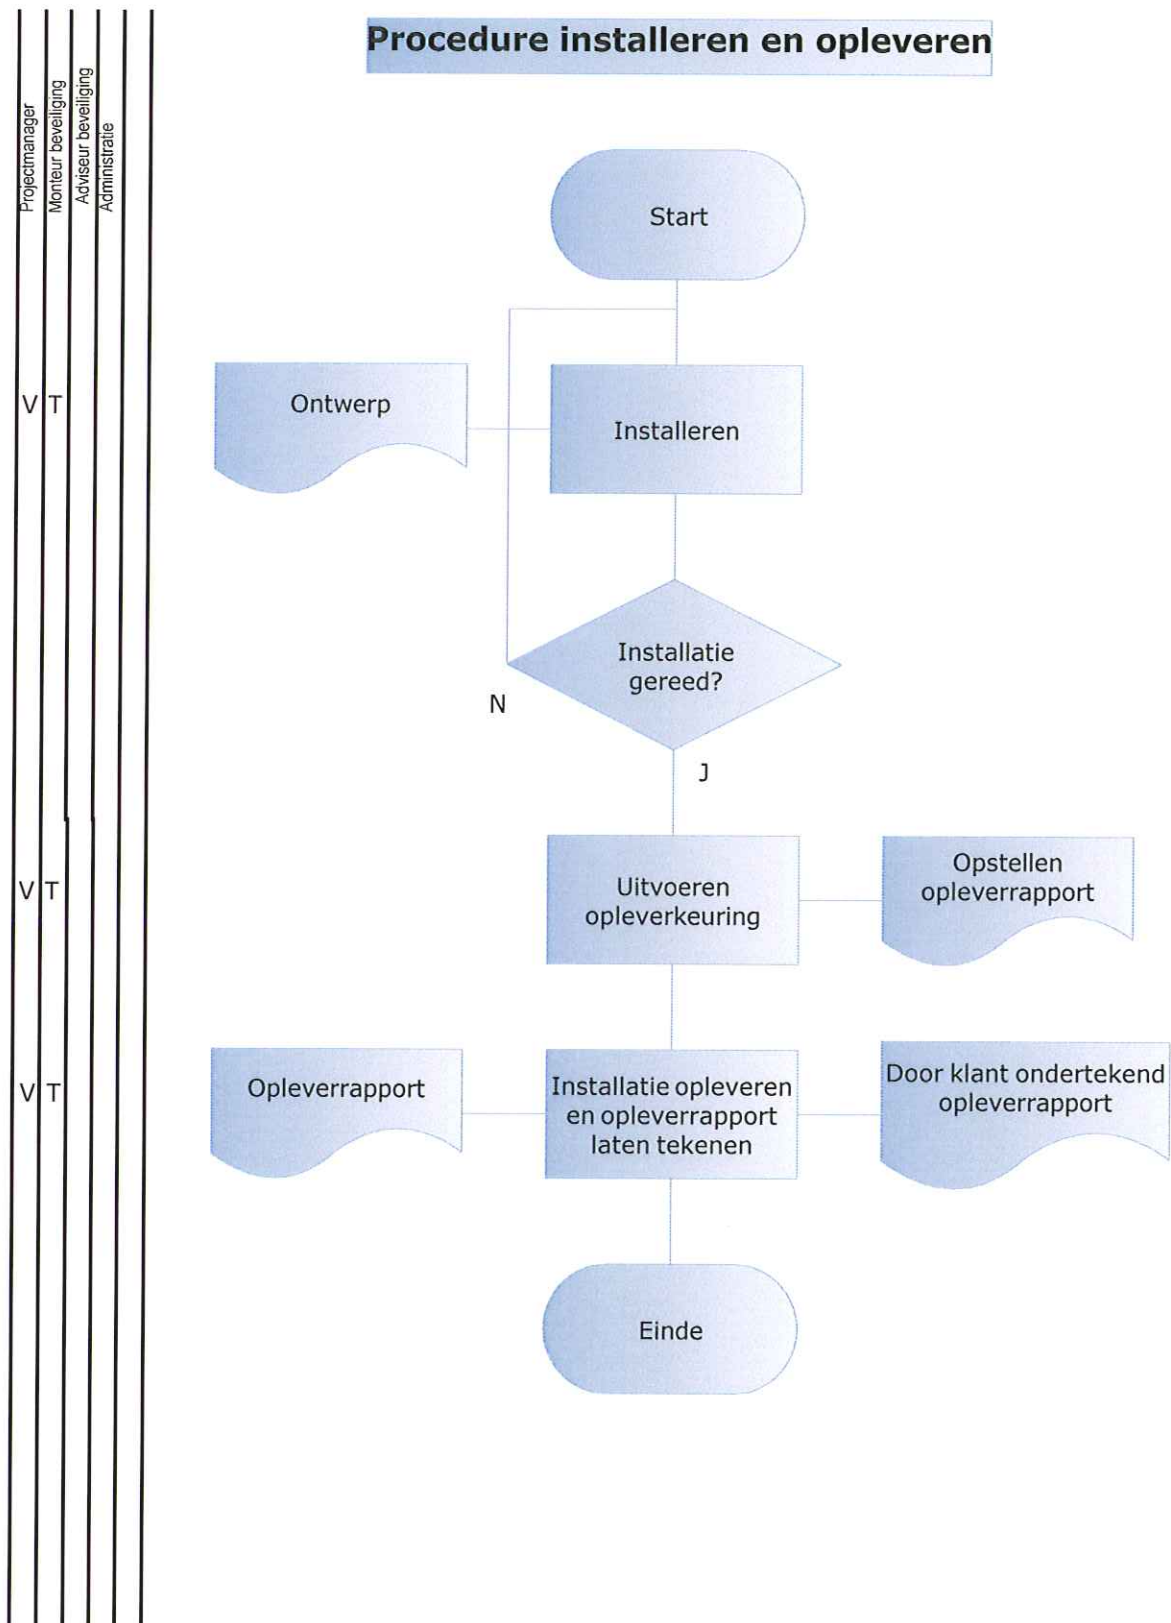 Procedure installeren en opleveren
Projectmanager
Monteur beveiliging
Adviseur beveiliging
Administratie
Start
V T
Ontwerp
Installeren
Installatie
gereed?
N
J
V T
Uitvoeren
opleverkeuring
Opstellen
opleverrapport
V T
Opleverrapport
Installatie opleveren
en opleverrapport
laten tekenen
Door klant ondertekend
opleverrapport
Einde